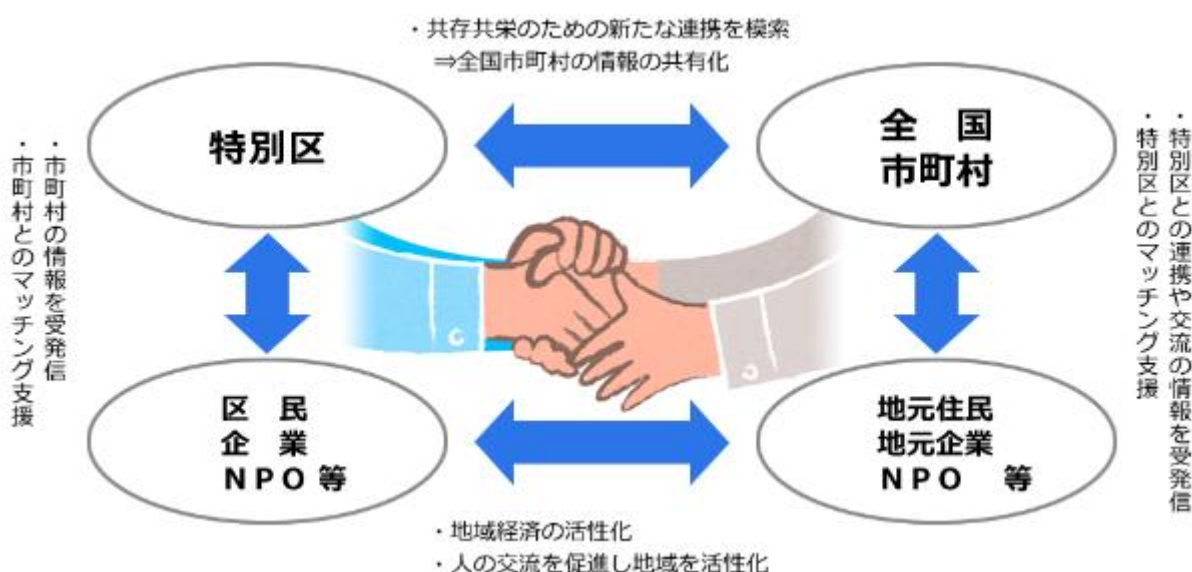 ・共存共栄のための新たな連携を模索
⇒全国市町村の情報の共有化
特別区
全　国
市町村
・市町村の情報を受発信
・市町村とのマッチング支援
・特別区との連携や交流の情報を受発信
・特別区とのマッチング支援
区　民
企　業
ＮＰＯ 等
地元住民
地元企業
ＮＰＯ　等
・地域経済の活性化
・人の交流を促進し地域を活性化